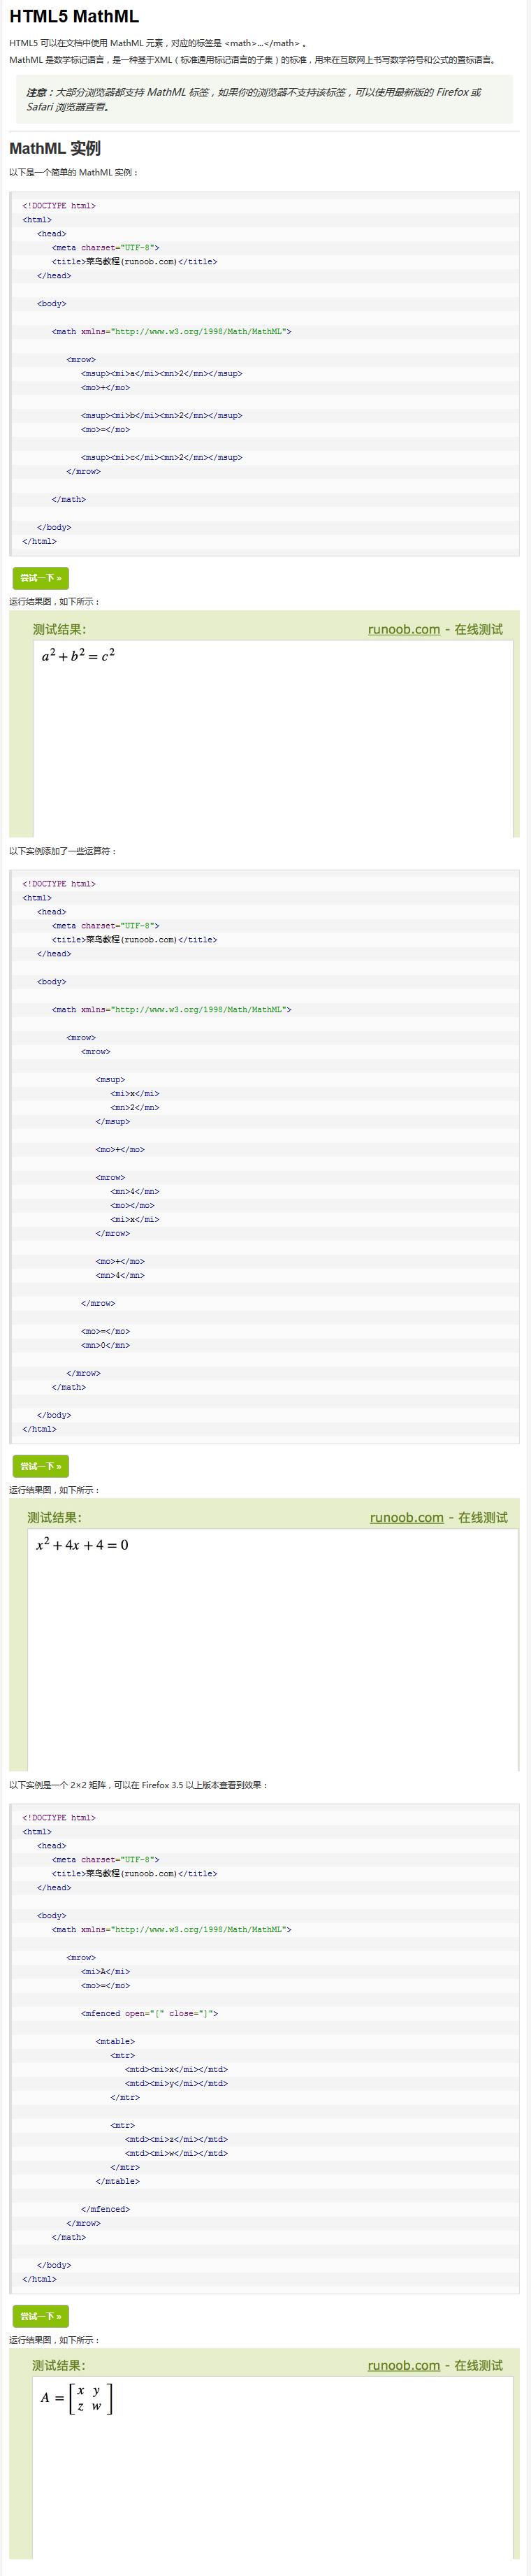 HTML5 MathML
HTML5 可以在文档中使用 MathML 元素，对应的标签是 <math>...</math> 。
MathML 是数学标记语言，是一种基于XML（标准通用标记语言的子集）的标准，用来在互联网上书写数学符号和公式的置标语言。
注意：大部分浏览器都支持 MathML 标签，如果你的浏览器不支持该标签，可以使用最新版的 Firefox 或
Safari 浏览器查看。
MathML 实例
以下是一个简单的 MathML 实例：
<!DOCTYPE html>
<html>
<head>
<meta charset="UTF-8">
<title>菜鸟教程(runoob.com)</title>
</head>
<body>
<math xmlns="http://www.w3.org/1998/Math/MathML">
<mrow>
<msup><mi>a</mi><mn>2</mn></msup>
<mo>+</mo>
<msup><mi>b</mi><mn>2</mn></msup>
<mo>=</mo>
<msup><mi>c</mi><mn>2</mn></msup>
</mrow>
</math>
</body>
</html>
尝试一下 »
运行结果图，如下所示：
测试结果: runoob.com - 在线测试
a² + b² = c²
以下实例添加了一些运算符：
<!DOCTYPE html>
<html>
<head>
<meta charset="UTF-8">
<title>菜鸟教程(runoob.com)</title>
</head>
<body>
<math xmlns="http://www.w3.org/1998/Math/MathML">
<mrow>
<mrow>
<msup>
<mi>x</mi>
<mn>2</mn>
</msup>
<mo>+</mo>
<mrow>
<mn>4</mn>
<mo></mo>
<mi>x</mi>
</mrow>
<mo>+</mo>
<mn>4</mn>
</mrow>
<mo>=</mo>
<mn>0</mn>
</mrow>
</math>
</body>
</html>
尝试一下 »
运行结果图，如下所示：
测试结果: runoob.com - 在线测试
x² + 4x + 4 = 0
以下实例是一个 2×2 矩阵，可以在 Firefox 3.5 以上版本查看到效果：
<!DOCTYPE html>
<html>
<head>
<meta charset="UTF-8">
<title>菜鸟教程(runoob.com)</title>
</head>
<body>
<math xmlns="http://www.w3.org/1998/Math/MathML">
<mrow>
<mi>A</mi>
<mo>=</mo>
<mfenced open="[" close="]">
<mtable>
<mtr>
<mtd><mi>x</mi></mtd>
<mtd><mi>y</mi></mtd>
</mtr>
<mtr>
<mtd><mi>z</mi></mtd>
<mtd><mi>w</mi></mtd>
</mtr>
</mtable>
</mfenced>
</mrow>
</math>
</body>
</html>
尝试一下 »
运行结果图，如下所示：
测试结果: runoob.com - 在线测试
A = [ x y
z w ]